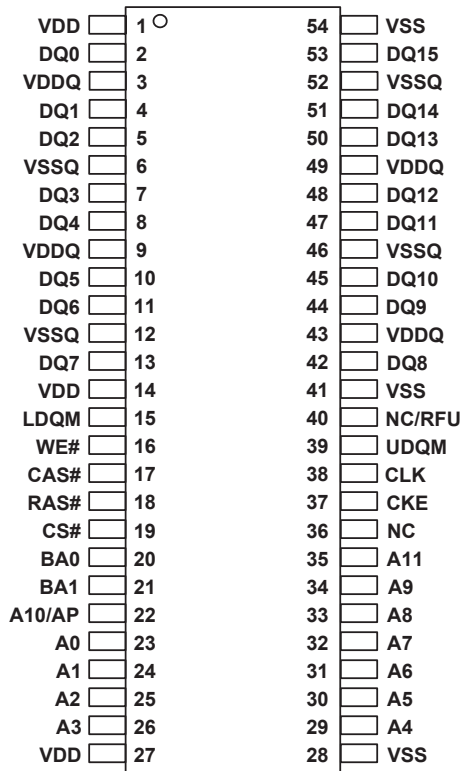 VDD 1 54 VSS
DQ0 2 53 DQ15
VDDQ 3 52 VSSQ
DQ1 4 51 DQ14
DQ2 5 50 DQ13
VSSQ 6 49 VDDQ
DQ3 7 48 DQ12
DQ4 8 47 DQ11
VDDQ 9 46 VSSQ
DQ5 10 45 DQ10
DQ6 11 44 DQ9
VSSQ 12 43 VDDQ
DQ7 13 42 DQ8
VDD 14 41 VSS
LDQM 15 40 NC/RFU
WE# 16 39 UDQM
CAS# 17 38 CLK
RAS# 18 37 CKE
CS# 19 36 NC
BA0 20 35 A11
BA1 21 34 A9
A10/AP 22 33 A8
A0 23 32 A7
A1 24 31 A6
A2 25 30 A5
A3 26 29 A4
VDD 27 28 VSS